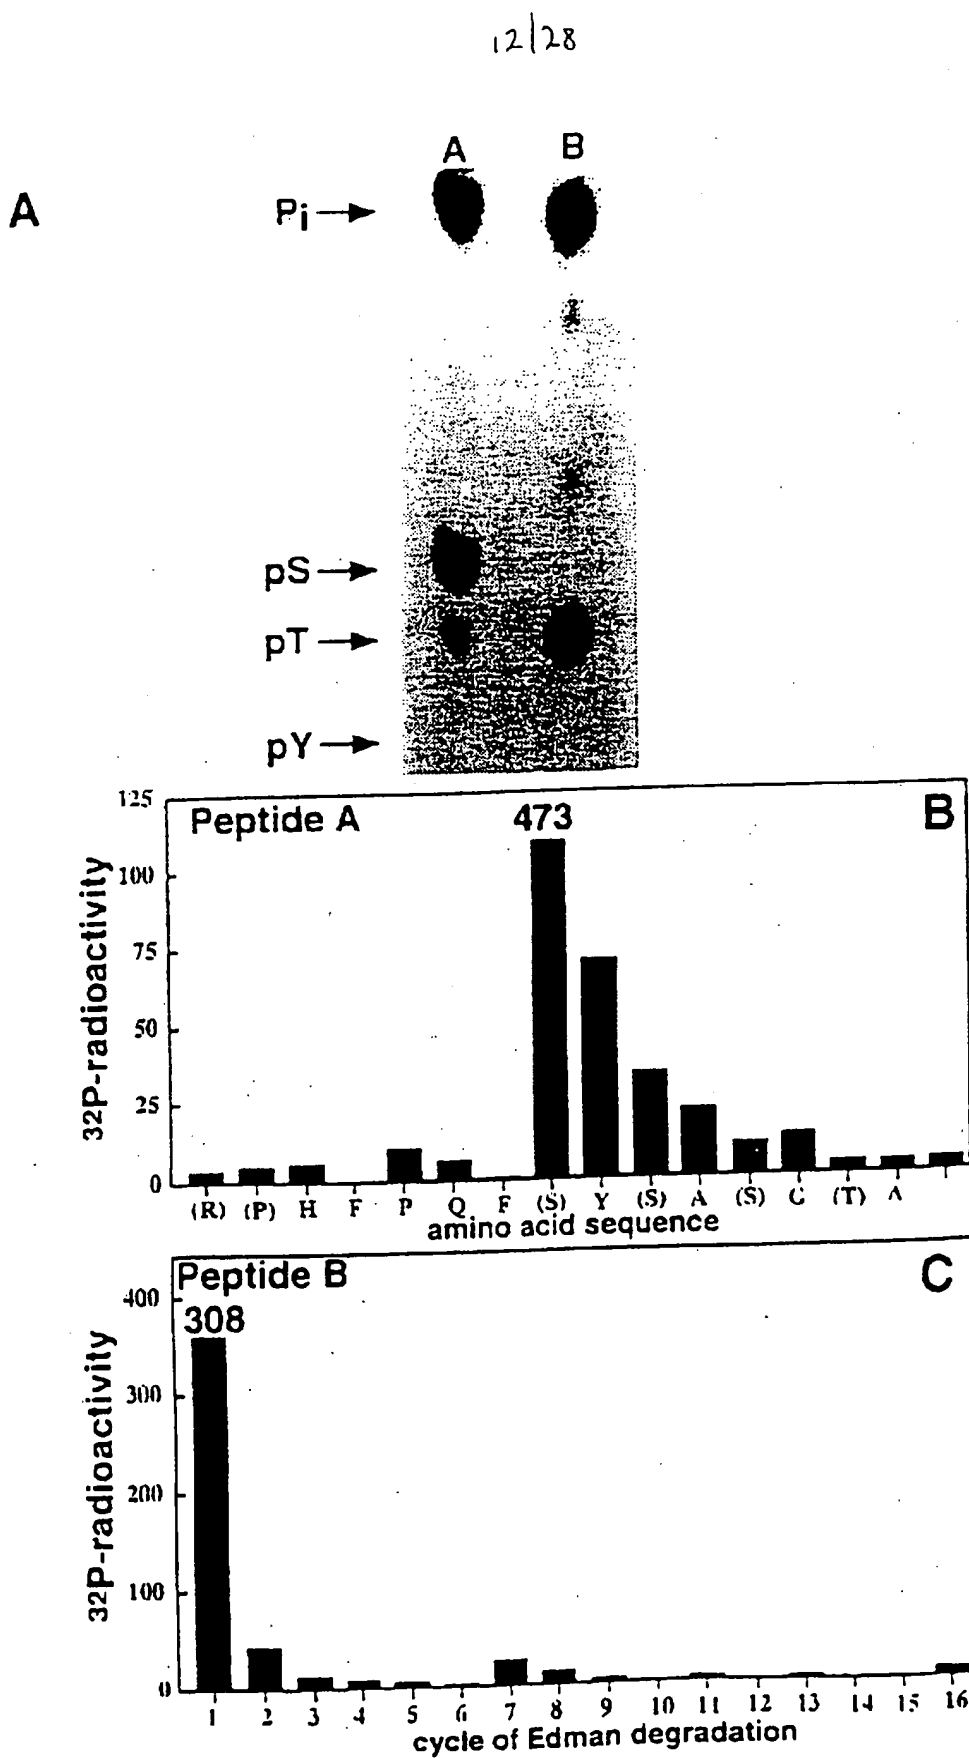 12/28
A B
A
Pi
pS
pT
pY
125
100
75
50
25
0
Peptide A
473
B
32P-radioactivity
(R) (P) H F P Q F (S) Y (S) A (S) G (T) A
amino acid sequence
Peptide B
308
C
400
300
200
100
0
32P-radioactivity
1 2 3 4 5 6 7 8 9 10 11 12 13 14 15 16
cycle of Edman degradation